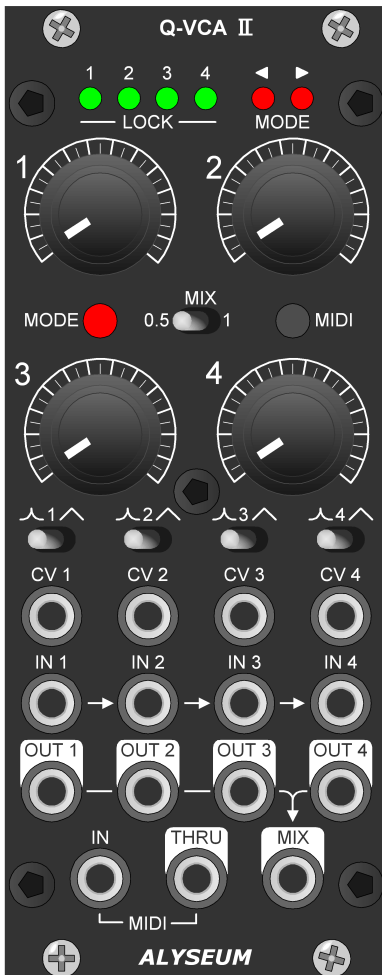 Q-VCA II
1 2 3 4
LOCK MODE
1 2
MIX
MODE 0.5 1 MIDI
3 4
1 2 3 4
CV 1 CV 2 CV 3 CV 4
IN 1 IN 2 IN 3 IN 4
OUT 1 OUT 2 OUT 3 OUT 4
IN THRU MIX
MIDI
ALYSEUM